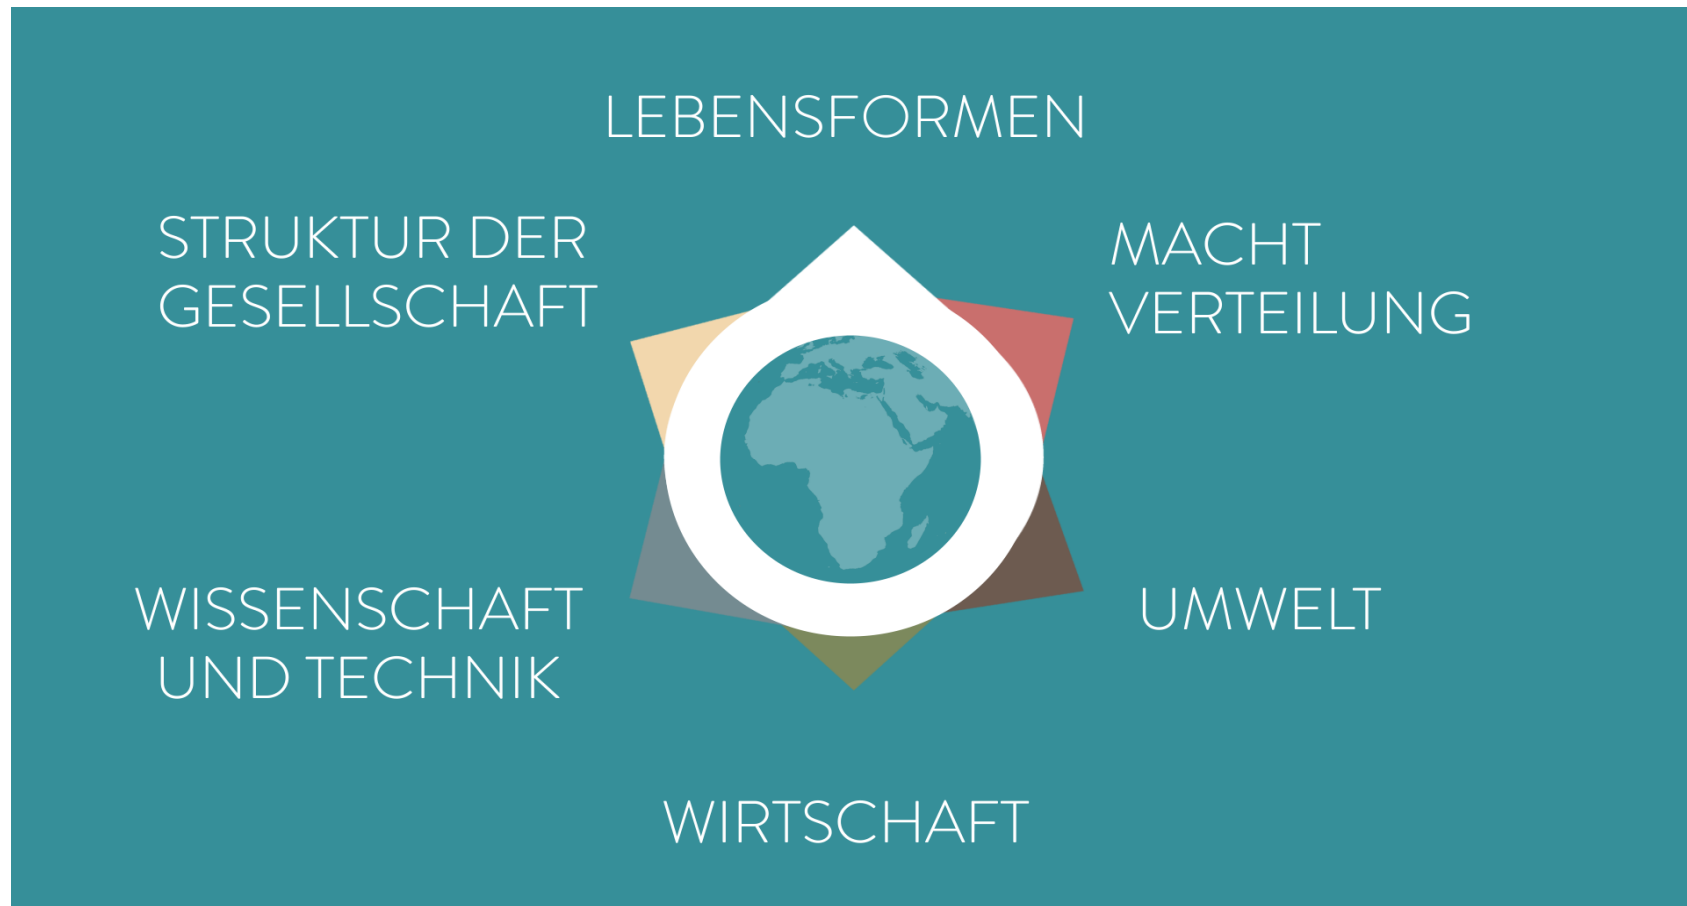 LEBENSFORMEN
STRUKTUR DER
GESELLSCHAFT
MACHT
VERTEILUNG
WISSENSCHAFT
UND TECHNIK
UMWELT
WIRTSCHAFT